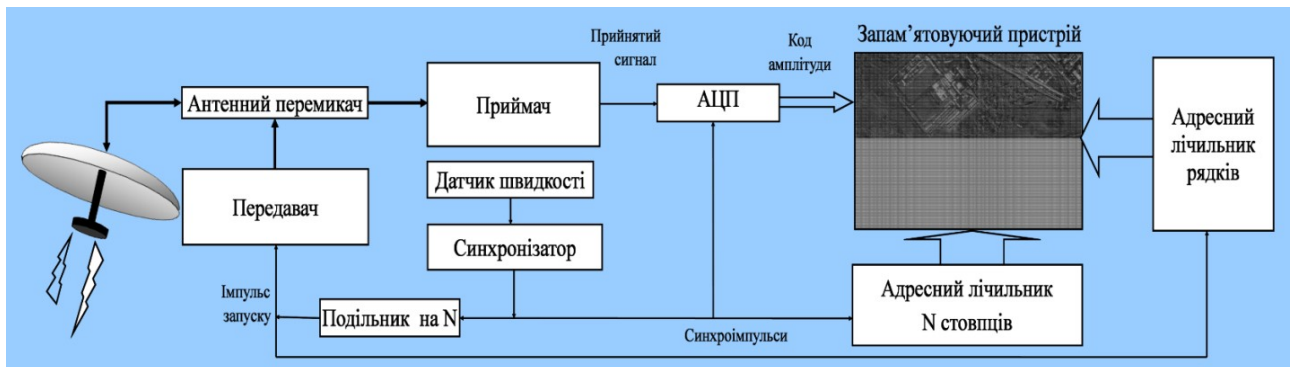 Прийнятий
сигнал
Код
амплітуди
Запам’ятовуючий пристрій
Антенний перемикач
Приймач
АЦП
Адресний
лічильник
рядків
Датчик швидкості
Передавач
Синхронізатор
Імпульс
запуску
Подільник на N
Синхроімпульси
Адресний лічильник
N стовпців